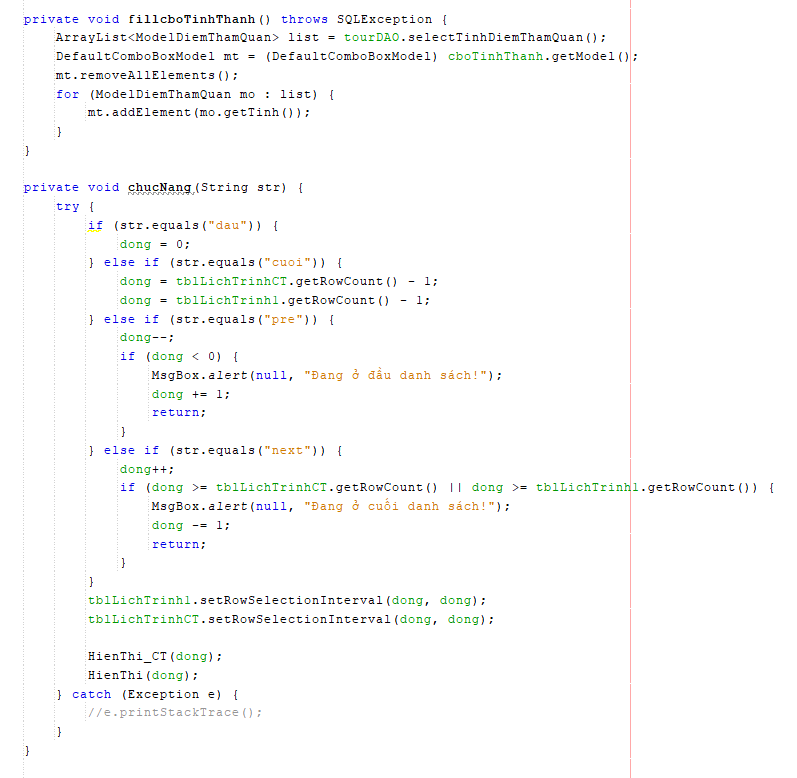 private void fillcboTinhThanh() throws SQLException {
    ArrayList<ModelDiemThamQuan> list = tourDAO.selectTinhDiemThamQuan();
    DefaultComboBoxModel mt = (DefaultComboBoxModel) cboTinhThanh.getModel();
    mt.removeAllElements();
    for (ModelDiemThamQuan mo : list) {
        mt.addElement(mo.getTinh());
    }
}

private void chucNang(String str) {
    try {
        if (str.equals("dau")) {
            dong = 0;
        } else if (str.equals("cuoi")) {
            dong = tblLichTrinhCT.getRowCount() - 1;
            dong = tblLichTrinh1.getRowCount() - 1;
        } else if (str.equals("pre")) {
            dong--;
            if (dong < 0) {
                MsgBox.alert(null, "Đang ở đầu danh sách!");
                dong += 1;
                return;
            }
        } else if (str.equals("next")) {
            dong++;
            if (dong >= tblLichTrinhCT.getRowCount() || dong >= tblLichTrinh1.getRowCount()) {
                MsgBox.alert(null, "Đang ở cuối danh sách!");
                dong -= 1;
                return;
            }
        }
        tblLichTrinh1.setRowSelectionInterval(dong, dong);
        tblLichTrinhCT.setRowSelectionInterval(dong, dong);

        HienThi_CT(dong);
        HienThi(dong);
    } catch (Exception e) {
        //e.printStackTrace();
    }
}